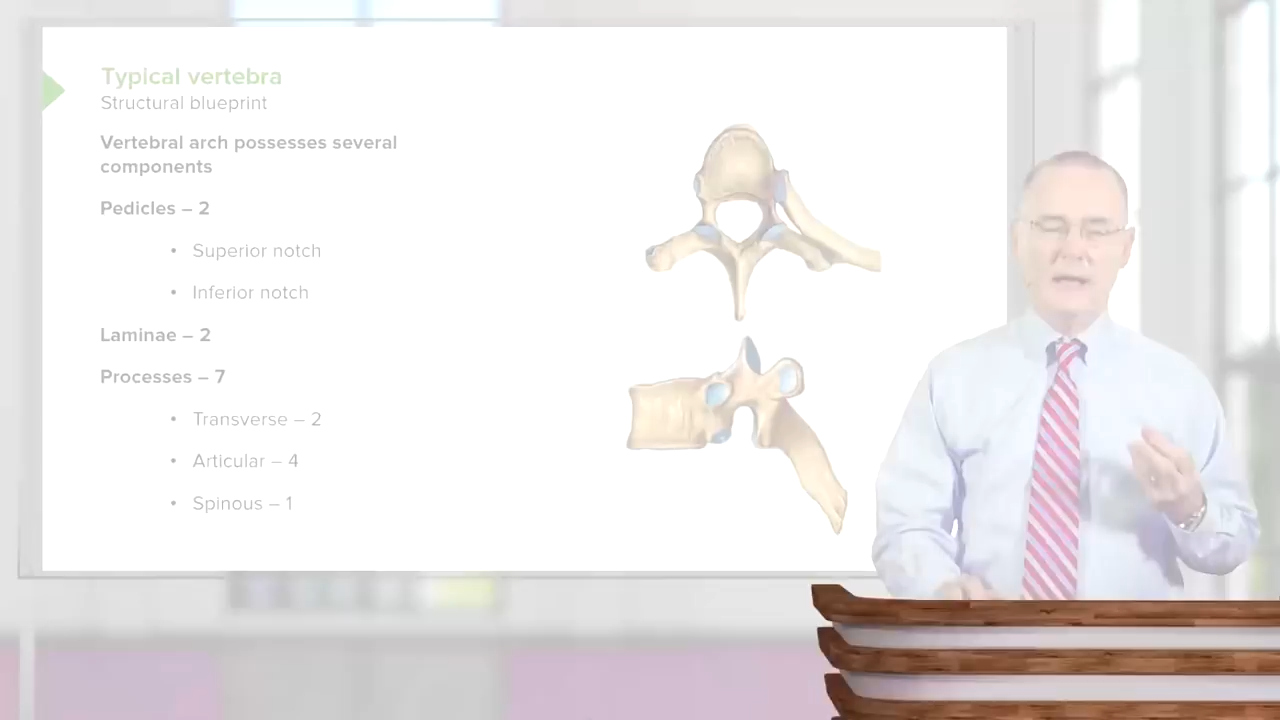 Typical vertebra
Structural blueprint
Vertebral arch possesses several
components
Pedicles – 2
• Superior notch
• Inferior notch
Laminae – 2
Processes – 7
• Transverse – 2
• Articular – 4
• Spinous – 1